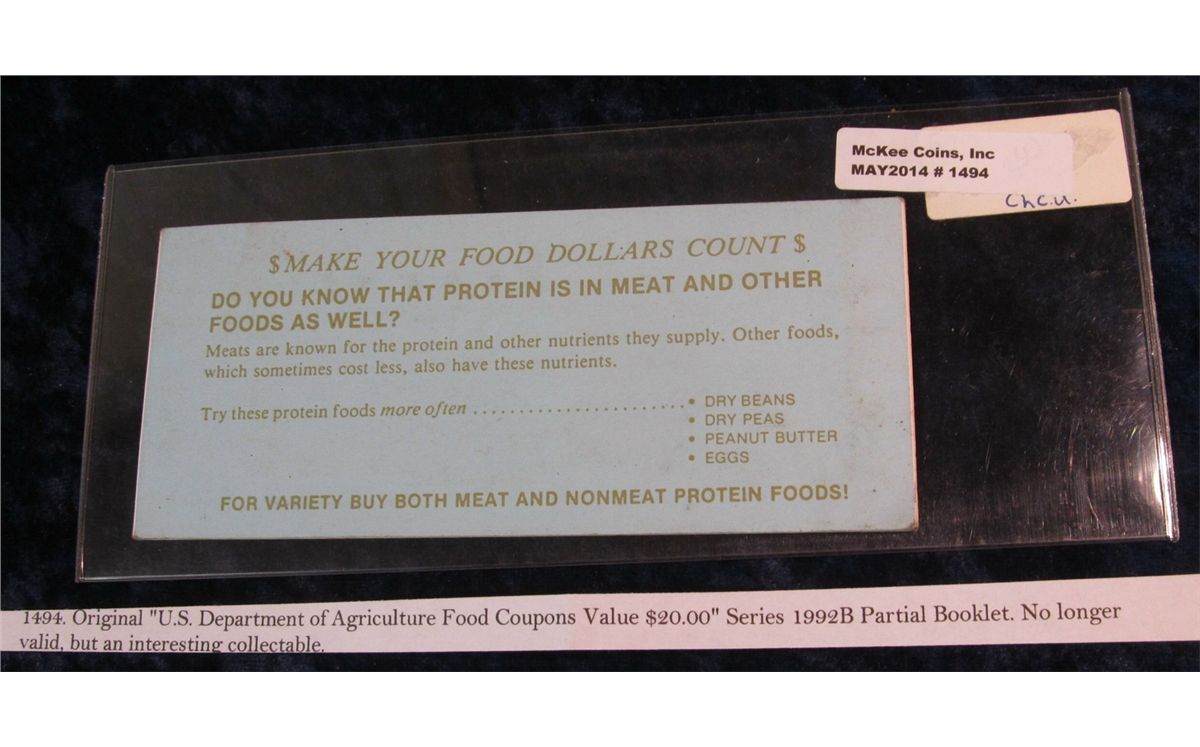 McKee Coins, Inc
MAY2014 # 1494
Ch C.U.
$ MAKE YOUR FOOD DOLLARS COUNT $
DO YOU KNOW THAT PROTEIN IS IN MEAT AND OTHER
FOODS AS WELL?
Meats are known for the protein and other nutrients they supply. Other foods,
which sometimes cost less, also have these nutrients.
Try these protein foods more often ........................ • DRY BEANS
• DRY PEAS
• PEANUT BUTTER
• EGGS
FOR VARIETY BUY BOTH MEAT AND NONMEAT PROTEIN FOODS!
1494. Original "U.S. Department of Agriculture Food Coupons Value $20.00" Series 1992B Partial Booklet. No longer
valid, but an interesting collectable.